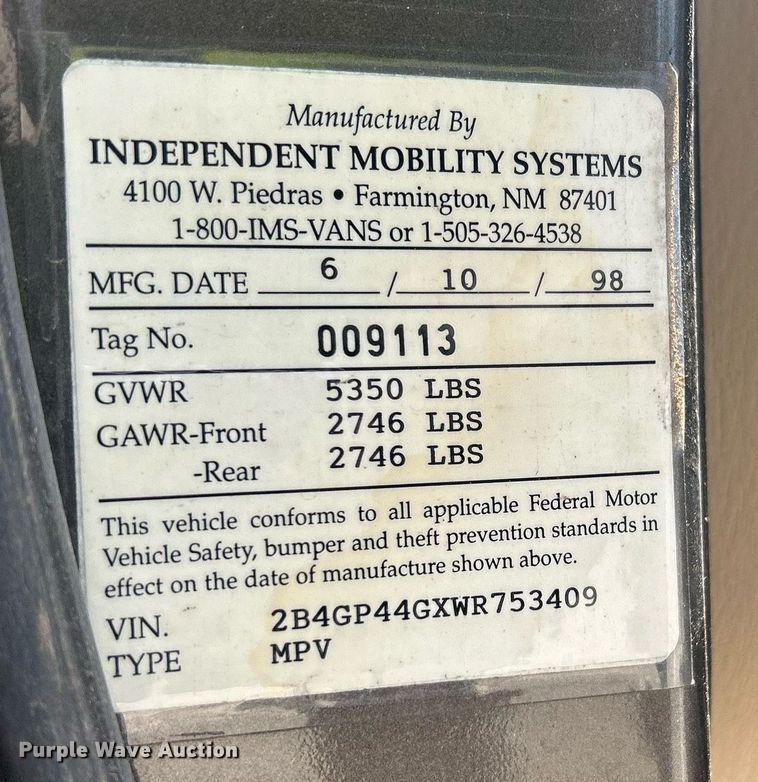 Manufactured By
INDEPENDENT MOBILITY SYSTEMS
4100 W. Piedras • Farmington, NM 87401
1-800-IMS-VANS or 1-505-326-4538
MFG. DATE 6 / 10 / 98
Tag No. 009113
GVWR 5350 LBS
GAWR-Front 2746 LBS
-Rear 2746 LBS
This vehicle conforms to all applicable Federal Motor
Vehicle Safety, bumper and theft prevention standards in
effect on the date of manufacture shown above.
VIN. 2B4GP44GXWR753409
TYPE MPV
Purple Wave Auction